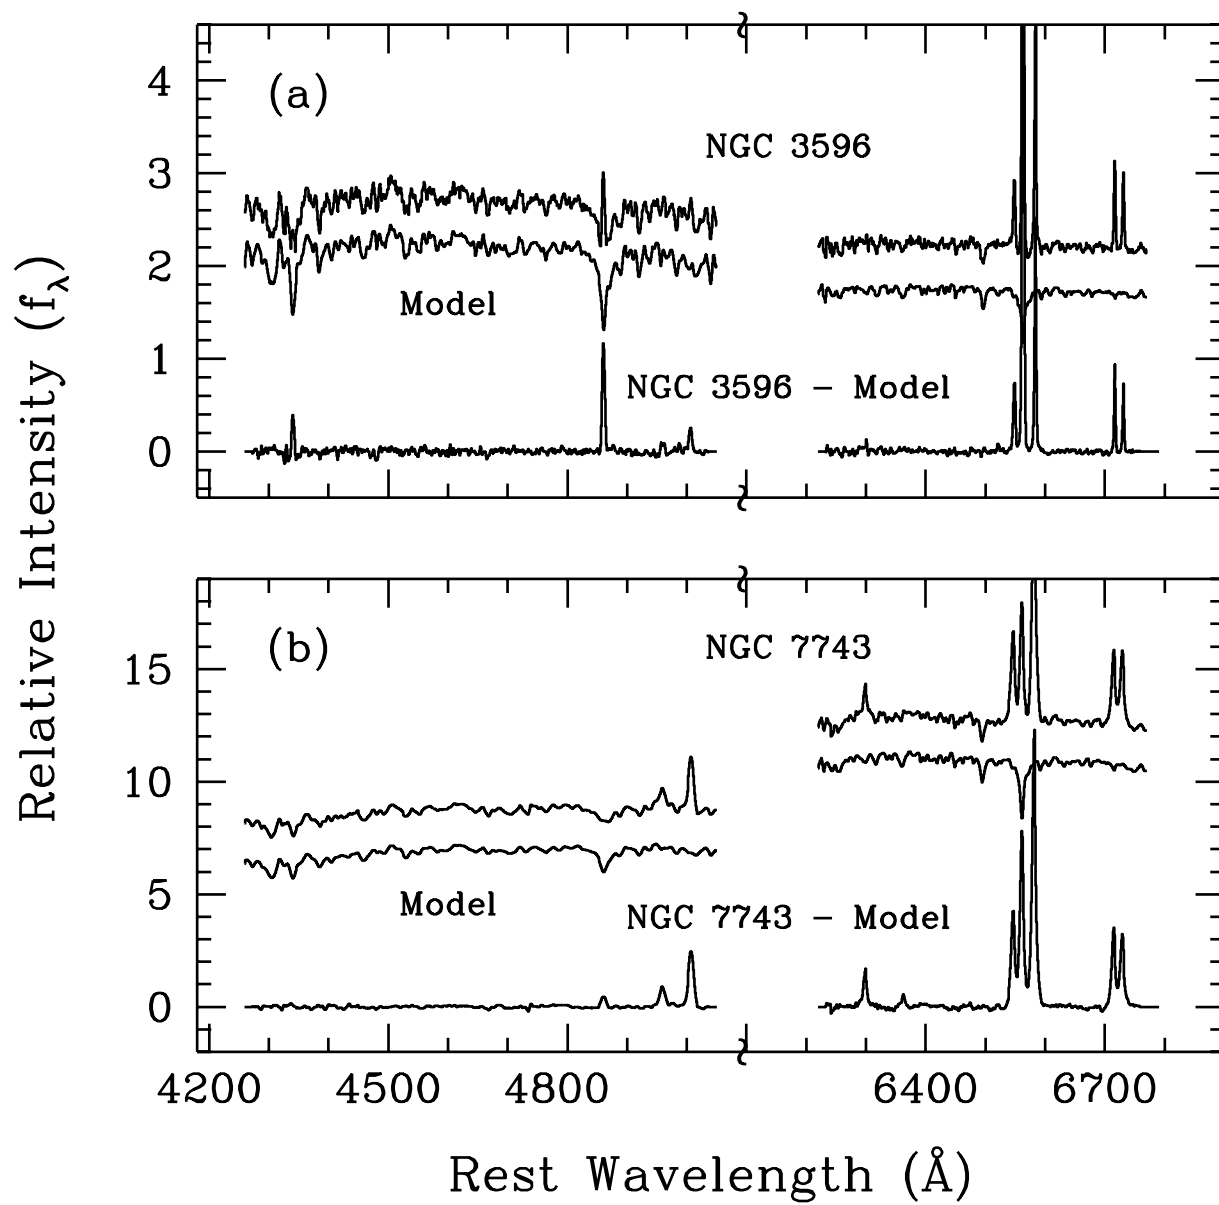 Relative Intensity (fλ)
(a)
NGC 3596
Model
NGC 3596 – Model
4
3
2
1
0
(b)
NGC 7743
Model
NGC 7743 – Model
15
10
5
0
4200 4500 4800 6400 6700
Rest Wavelength (Å)